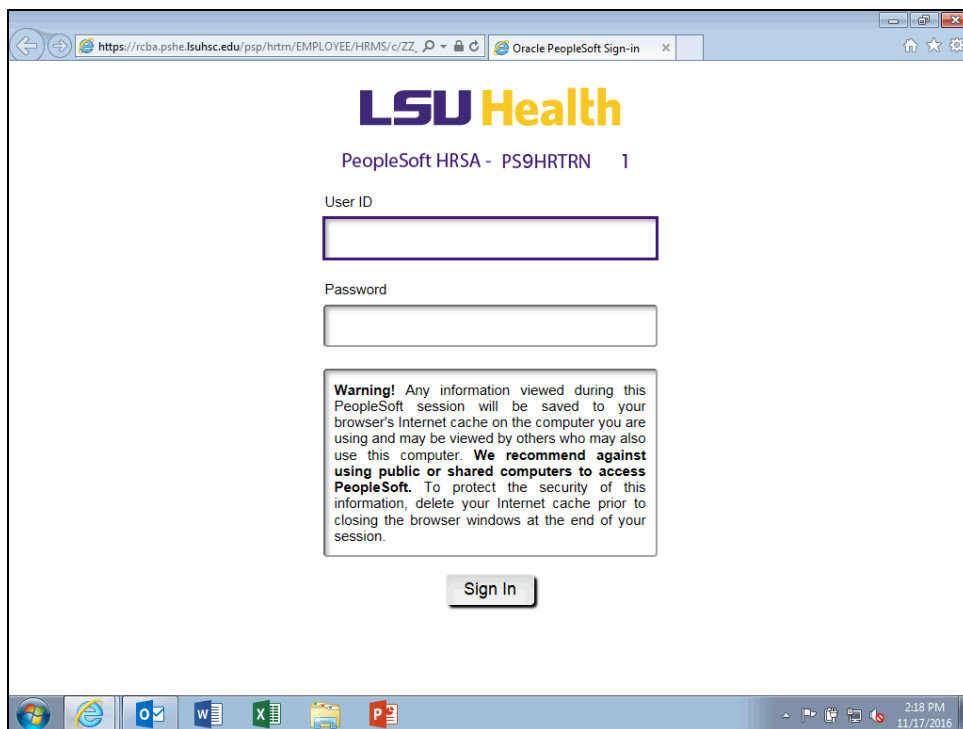 https://rcba.pshe.lsuhsc.edu/psp/hrtrn/EMPLOYEE/HRMS/c/ZZ_
Oracle PeopleSoft Sign-in
LSU Health
PeopleSoft HRSA - PS9HRTRN 1
User ID
Password
Warning! Any information viewed during this
PeopleSoft session will be saved to your
browser's Internet cache on the computer you are
using and may be viewed by others who may also
use this computer. We recommend against
using public or shared computers to access
PeopleSoft. To protect the security of this
information, delete your Internet cache prior to
closing the browser windows at the end of your
session.
Sign In
2:18 PM
11/17/2016